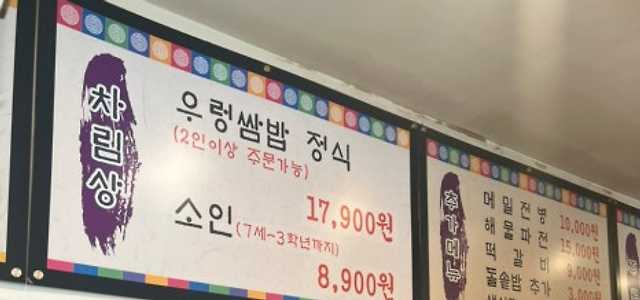 차림상
우렁쌈밥 정식
(2인이상 주문가능)
17,900원
소인(7세~3학년까지)
8,900원
추가메뉴
메밀전병 10,000원
해물파전 15,000원
떡갈비 9,000원
돌솥밥 추가 3,000원